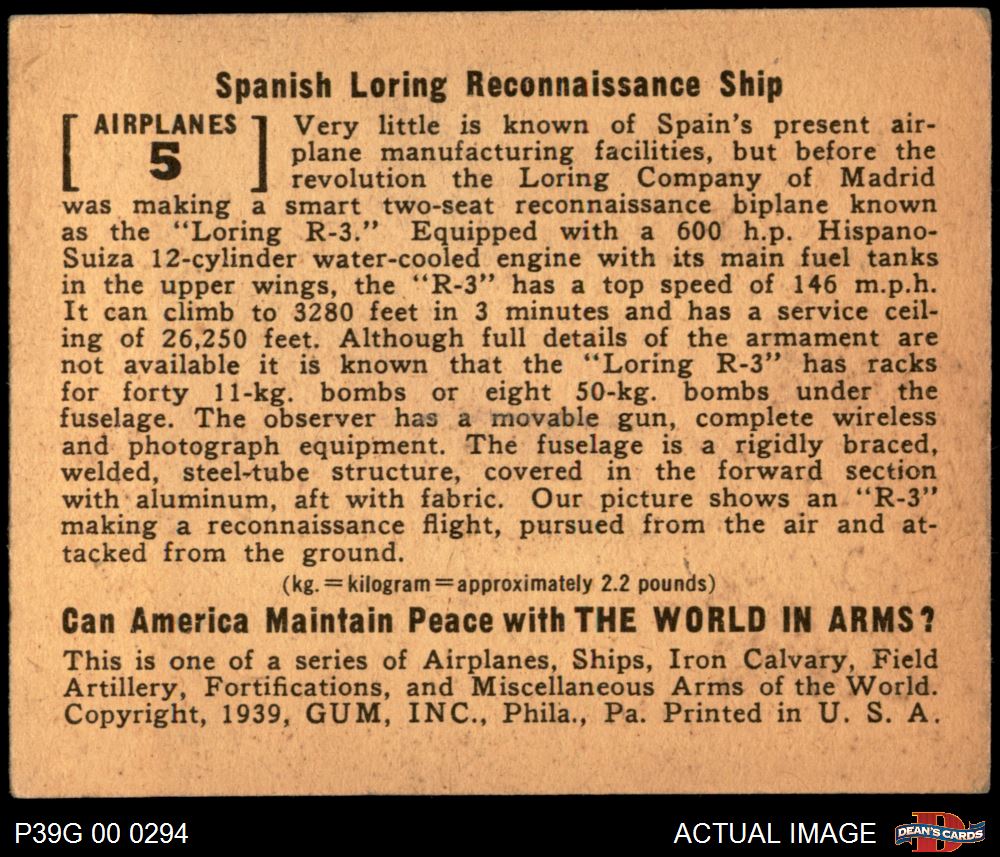 Spanish Loring Reconnaissance Ship
AIRPLANES
5
Very little is known of Spain's present air-
plane manufacturing facilities, but before the
revolution the Loring Company of Madrid
was making a smart two-seat reconnaissance biplane known
as the "Loring R-3." Equipped with a 600 h.p. Hispano-
Suiza 12-cylinder water-cooled engine with its main fuel tanks
in the upper wings, the "R-3" has a top speed of 146 m.p.h.
It can climb to 3280 feet in 3 minutes and has a service ceil-
ing of 26,250 feet. Although full details of the armament are
not available it is known that the "Loring R-3" has racks
for forty 11-kg. bombs or eight 50-kg. bombs under the
fuselage. The observer has a movable gun, complete wireless
and photograph equipment. The fuselage is a rigidly braced,
welded, steel-tube structure, covered in the forward section
with aluminum, aft with fabric. Our picture shows an "R-3"
making a reconnaissance flight, pursued from the air and at-
tacked from the ground.
(kg.=kilogram=approximately 2.2 pounds)
Can America Maintain Peace with THE WORLD IN ARMS?
This is one of a series of Airplanes, Ships, Iron Calvary, Field
Artillery, Fortifications, and Miscellaneous Arms of the World.
Copyright, 1939, GUM, INC., Phila., Pa. Printed in U. S. A.
P39G 00 0294
ACTUAL IMAGE
D
DEAN'S CARDS